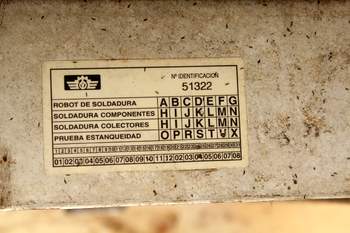 Nº IDENTIFICACION
51322
ROBOT DE SOLDADURA A B C D E F G
SOLDADURA COMPONENTES H I J K L M N
SOLDADURA COLECTORES H I J K L M N
PRUEBA ESTANQUEIDAD O P R S T V X
01 02 03 04 05 06 07 08 09 10 11 12 02 03 04 05 06 07 08